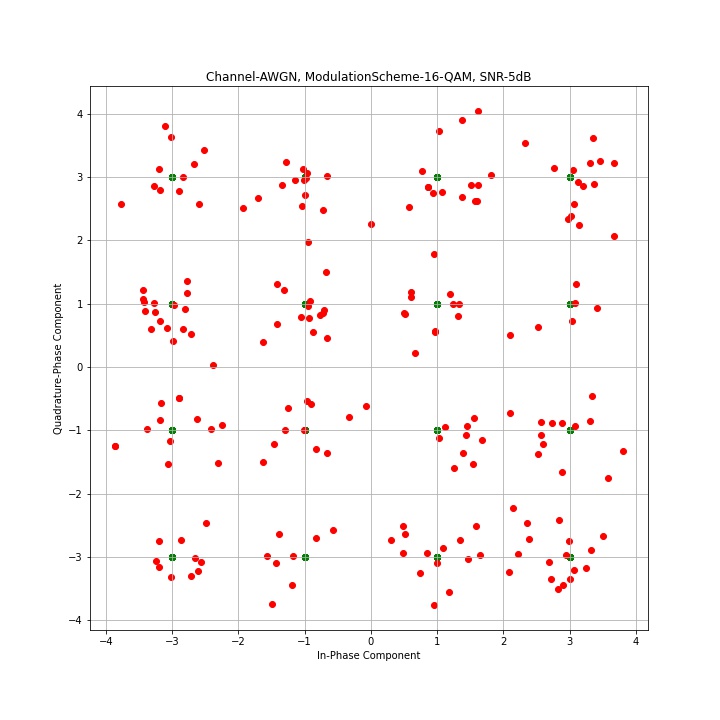 Channel-AWGN, ModulationScheme-16-QAM, SNR-5dB
4
3
2
1
0
−1
−2
−3
−4
Quadrature-Phase Component
−4 −3 −2 −1 0 1 2 3 4
In-Phase Component